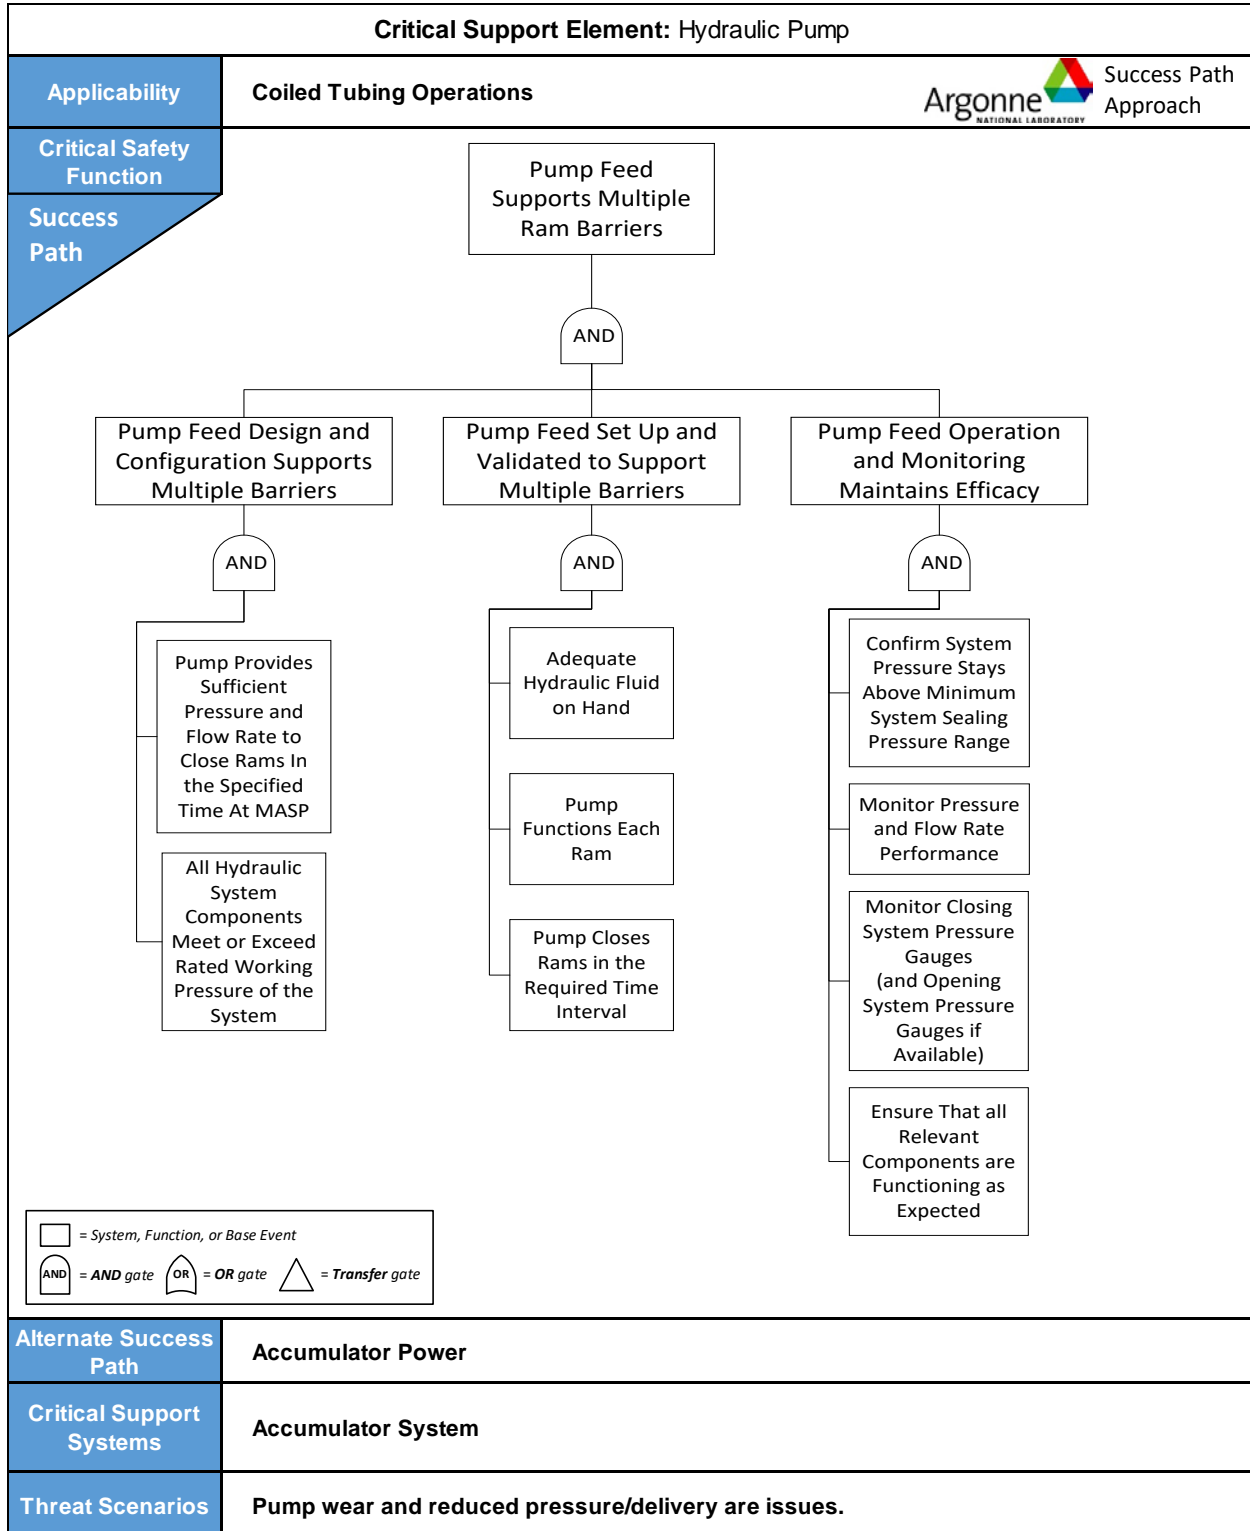 Critical Support Element: Hydraulic Pump
Applicability
Coiled Tubing Operations
Argonne
NATIONAL LABORATORY
Success Path
Approach
Critical Safety
Function
Success
Path
Pump Feed
Supports Multiple
Ram Barriers
AND
Pump Feed Design and
Configuration Supports
Multiple Barriers
Pump Feed Set Up and
Validated to Support
Multiple Barriers
Pump Feed Operation
and Monitoring
Maintains Efficacy
AND
AND
AND
Pump Provides
Sufficient
Pressure and
Flow Rate to
Close Rams In
the Specified
Time At MASP
All Hydraulic
System
Components
Meet or Exceed
Rated Working
Pressure of the
System
Adequate
Hydraulic Fluid
on Hand
Pump
Functions Each
Ram
Pump Closes
Rams in the
Required Time
Interval
Confirm System
Pressure Stays
Above Minimum
System Sealing
Pressure Range
Monitor Pressure
and Flow Rate
Performance
Monitor Closing
System Pressure
Gauges
(and Opening
System Pressure
Gauges if
Available)
Ensure That all
Relevant
Components are
Functioning as
Expected
= System, Function, or Base Event
AND = AND gate OR = OR gate = Transfer gate
Alternate Success
Path
Accumulator Power
Critical Support
Systems
Accumulator System
Threat Scenarios
Pump wear and reduced pressure/delivery are issues.